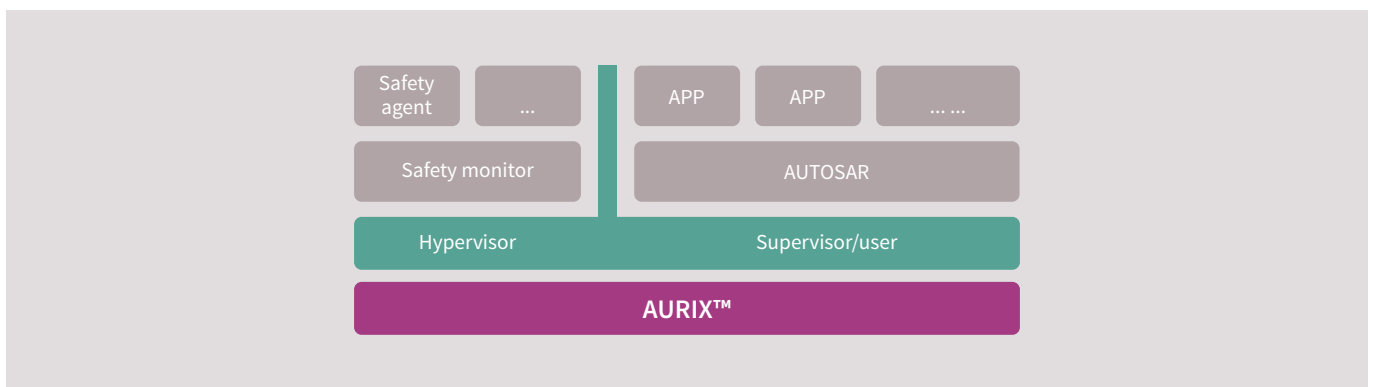 Safety
agent
...
APP
APP
... ...
Safety monitor
AUTOSAR
Hypervisor
Supervisor/user
AURIX™